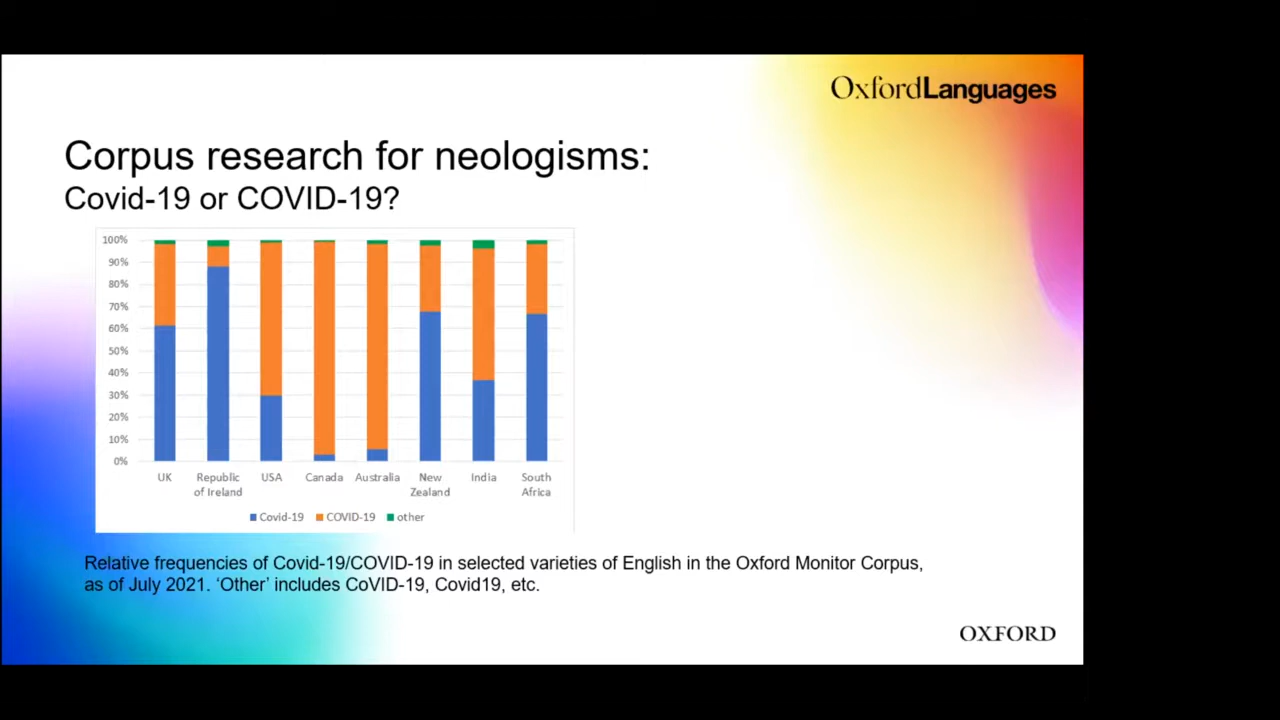 OxfordLanguages
Corpus research for neologisms:
Covid-19 or COVID-19?
100%
90%
80%
70%
60%
50%
40%
30%
20%
10%
0%
UK
Republic
of Ireland
USA
Canada
Australia
New
Zealand
India
South
Africa
Covid-19 COVID-19 other
Relative frequencies of Covid-19/COVID-19 in selected varieties of English in the Oxford Monitor Corpus,
as of July 2021. ‘Other’ includes CoVID-19, Covid19, etc.
OXFORD